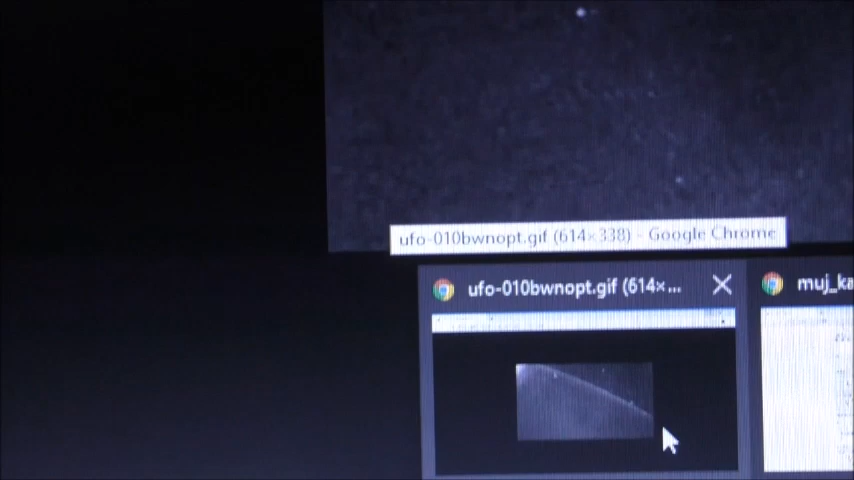 ufo-010bwnopt.gif (614×338) - Google Chrome
ufo-010bwnopt.gif (614×...
muj_ka